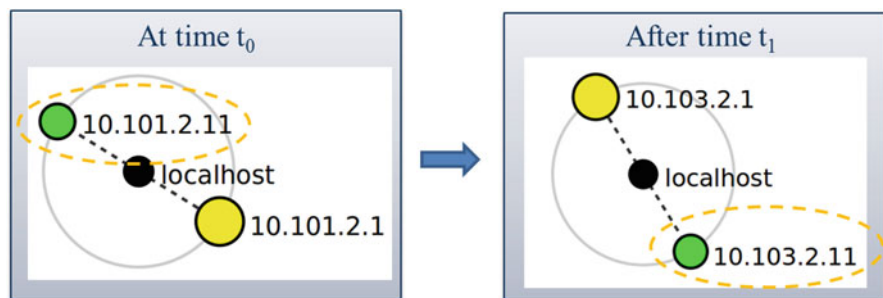 At time t₀
10.101.2.11
localhost
10.101.2.1
After time t₁
10.103.2.1
localhost
10.103.2.11